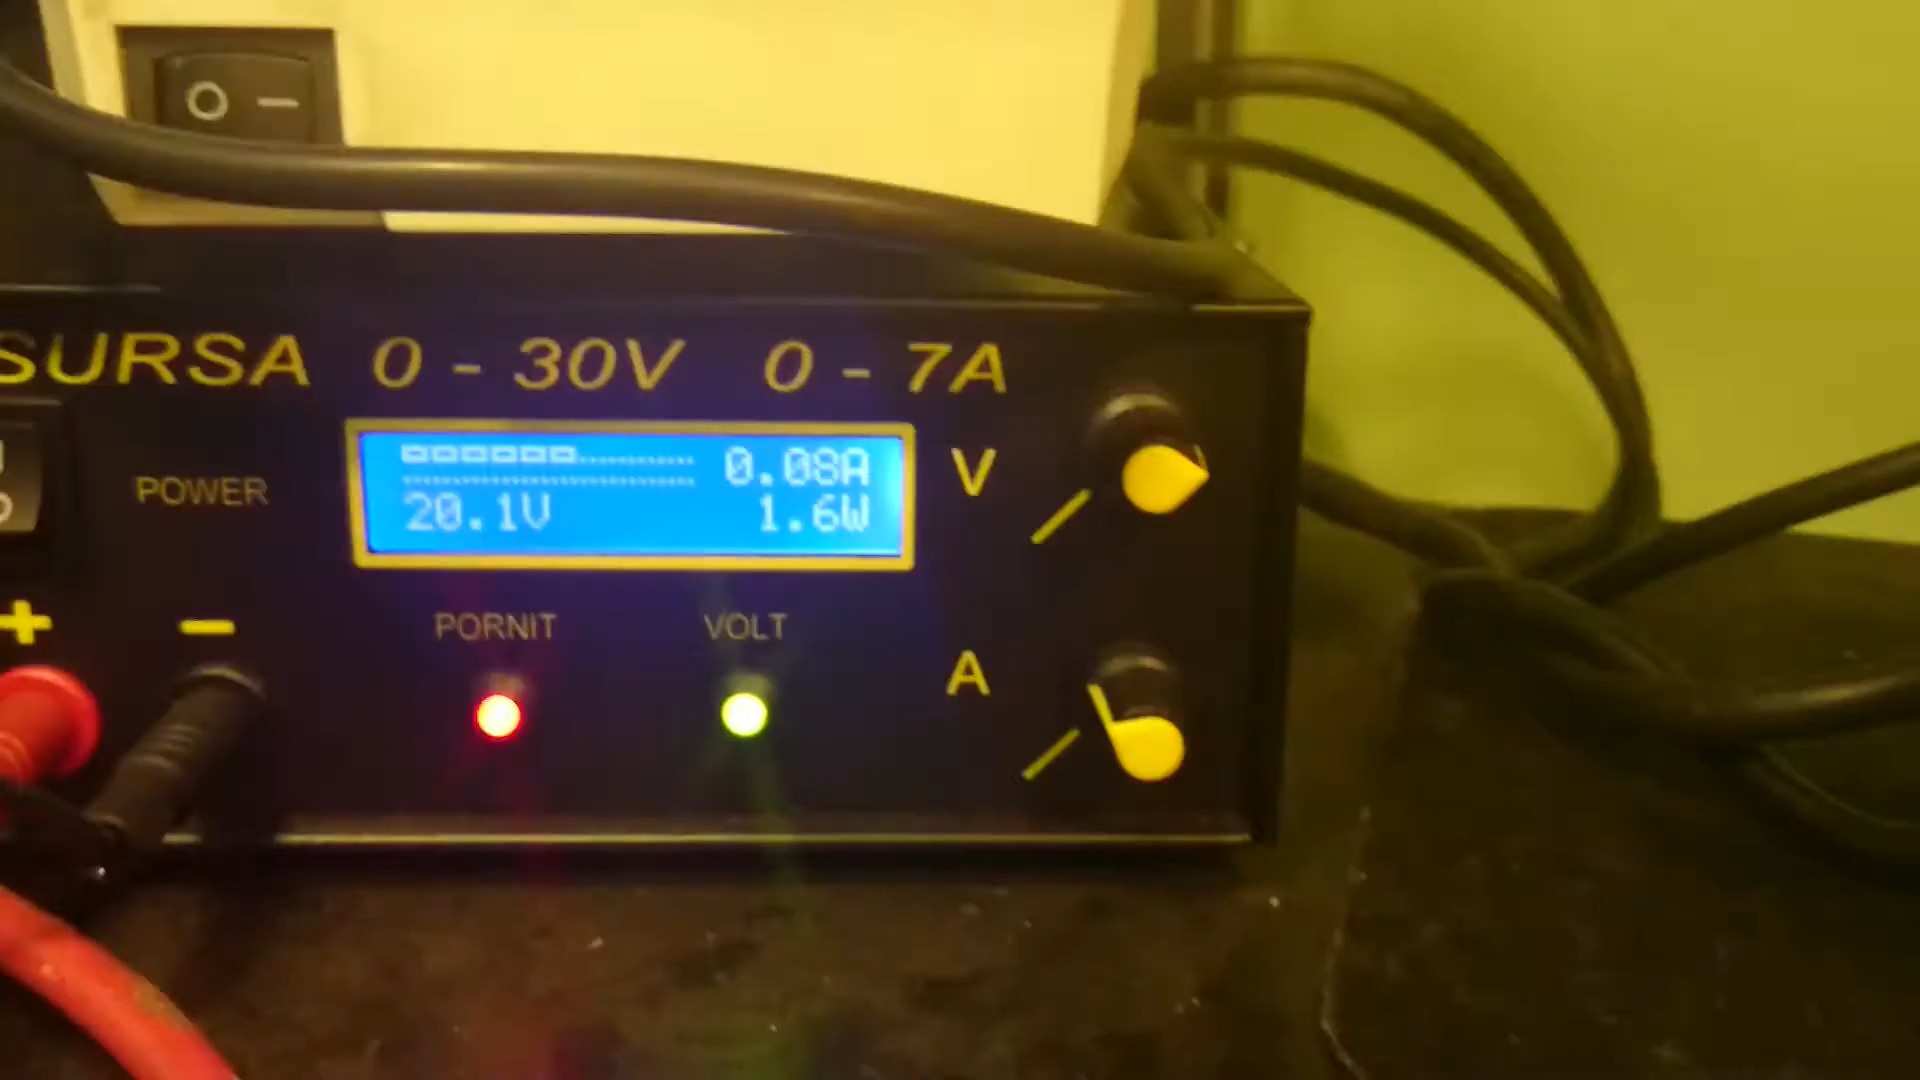 SURSA 0 - 30V 0 - 7A
0.08A
20.1V 1.6W
POWER
V
+ -
PORNIT VOLT
A